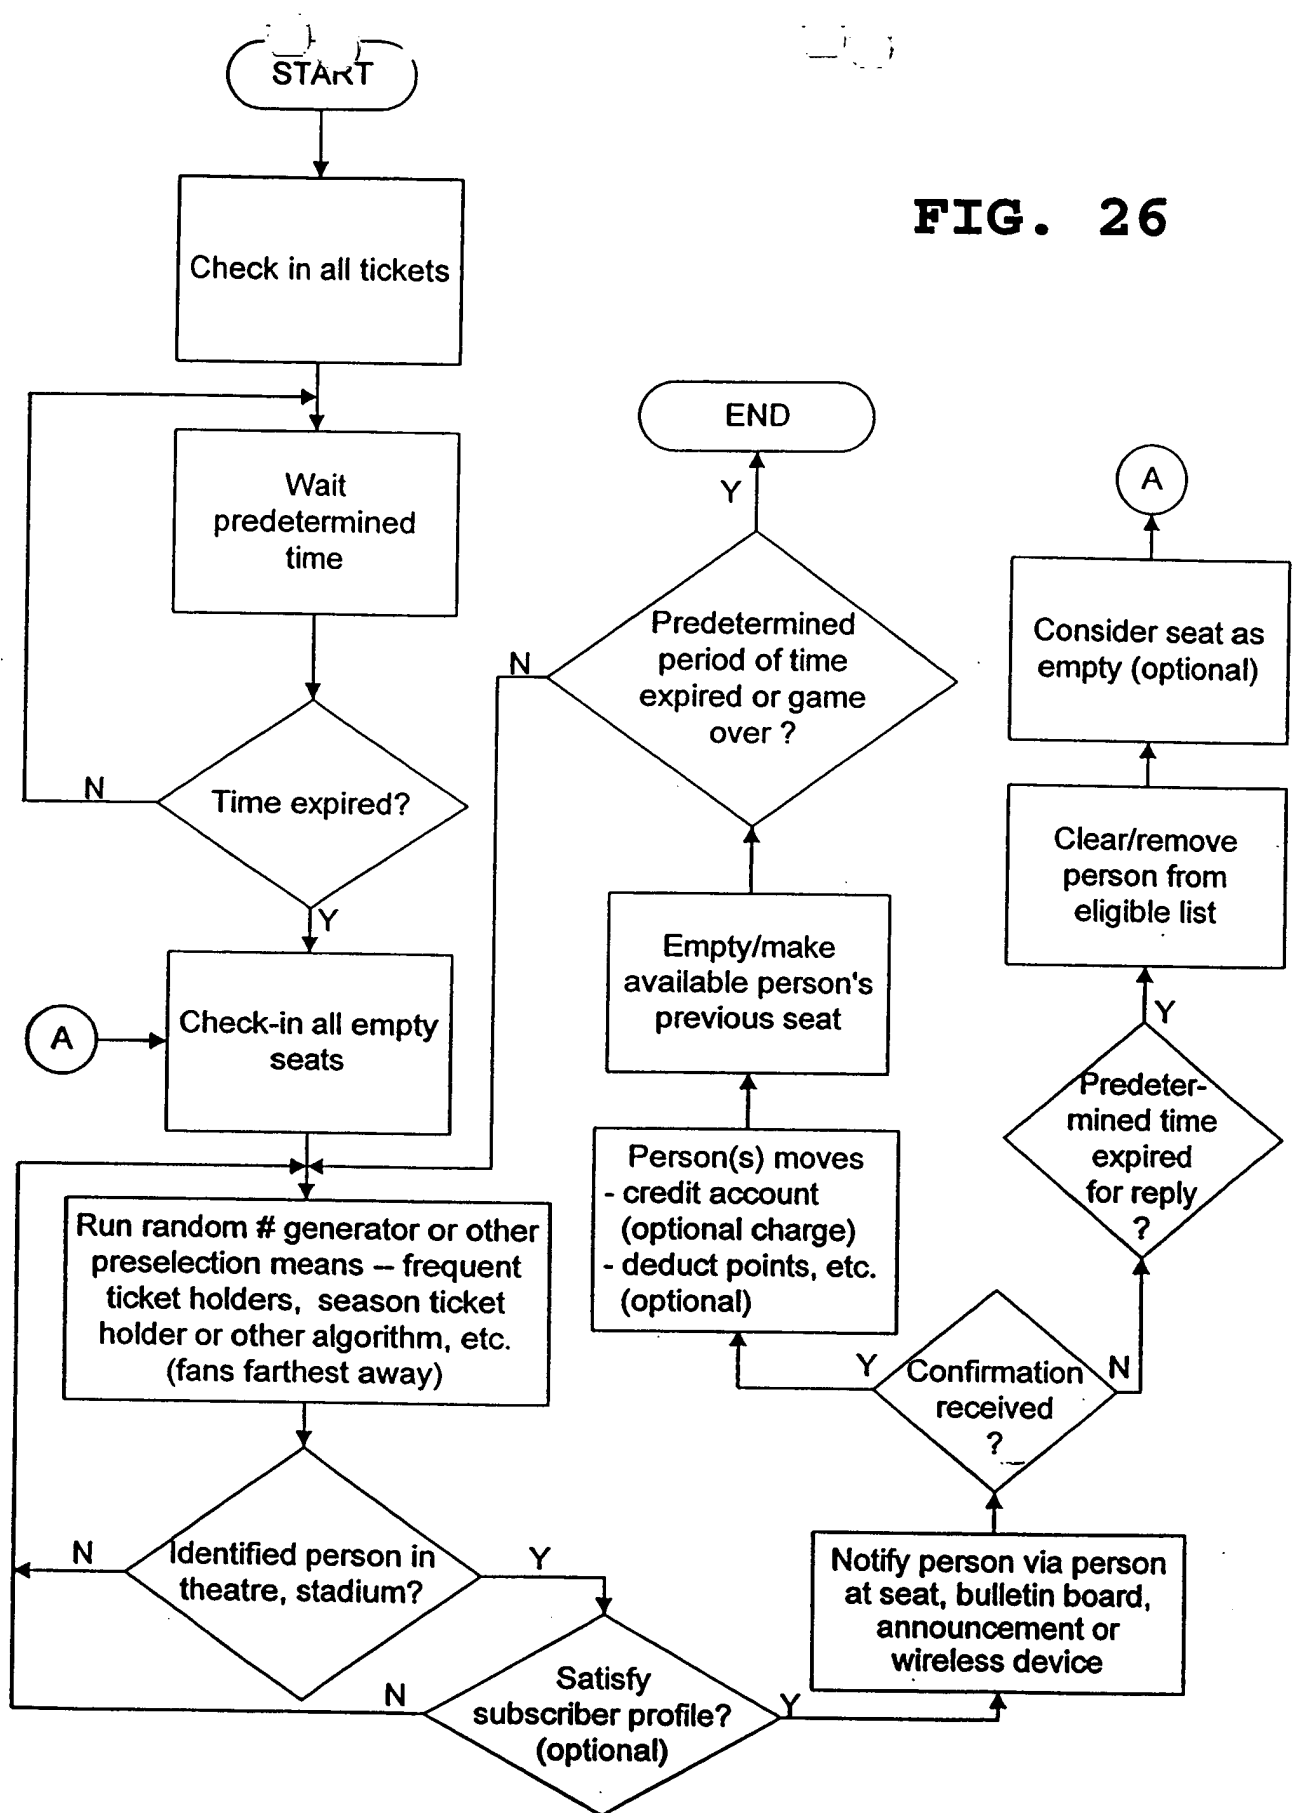 START
FIG. 26
Check in all tickets
Wait
predetermined
time
N
Time expired?
Y
A
Check-in all empty
seats
Run random # generator or other
preselection means -- frequent
ticket holders, season ticket
holder or other algorithm, etc.
(fans farthest away)
N
Identified person in
theatre, stadium?
Y
N
Satisfy
subscriber profile?
(optional)
Y
Notify person via person
at seat, bulletin board,
announcement or
wireless device
Confirmation
received
?
Y
N
Person(s) moves
- credit account
(optional charge)
- deduct points, etc.
(optional)
Empty/make
available person's
previous seat
Predetermined
period of time
expired or game
over ?
N
Y
END
Predeter-
mined time
expired
for reply
?
Y
Clear/remove
person from
eligible list
Consider seat as
empty (optional)
A